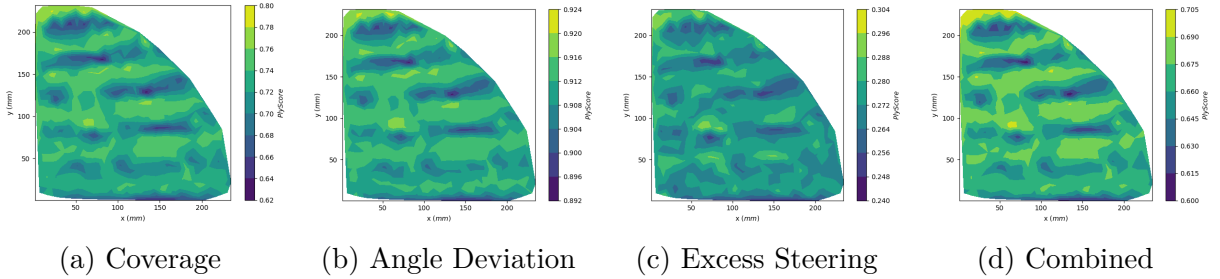 200
150
100
50
y (mm)
50 100 150 200
x (mm)
0.80
0.78
0.76
0.74
0.72
0.70
0.68
0.66
0.64
0.62
PlyScore
200
150
100
50
y (mm)
50 100 150 200
x (mm)
0.924
0.920
0.916
0.912
0.908
0.904
0.900
0.896
0.892
PlyScore
200
150
100
50
y (mm)
50 100 150 200
x (mm)
0.304
0.296
0.288
0.280
0.272
0.264
0.256
0.248
0.240
PlyScore
200
150
100
50
y (mm)
50 100 150 200
x (mm)
0.705
0.690
0.675
0.660
0.645
0.630
0.615
0.600
PlyScore
(a) Coverage
(b) Angle Deviation
(c) Excess Steering
(d) Combined